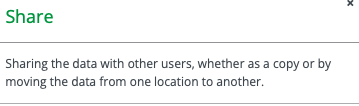 Share
Sharing the data with other users, whether as a copy or by
moving the data from one location to another.